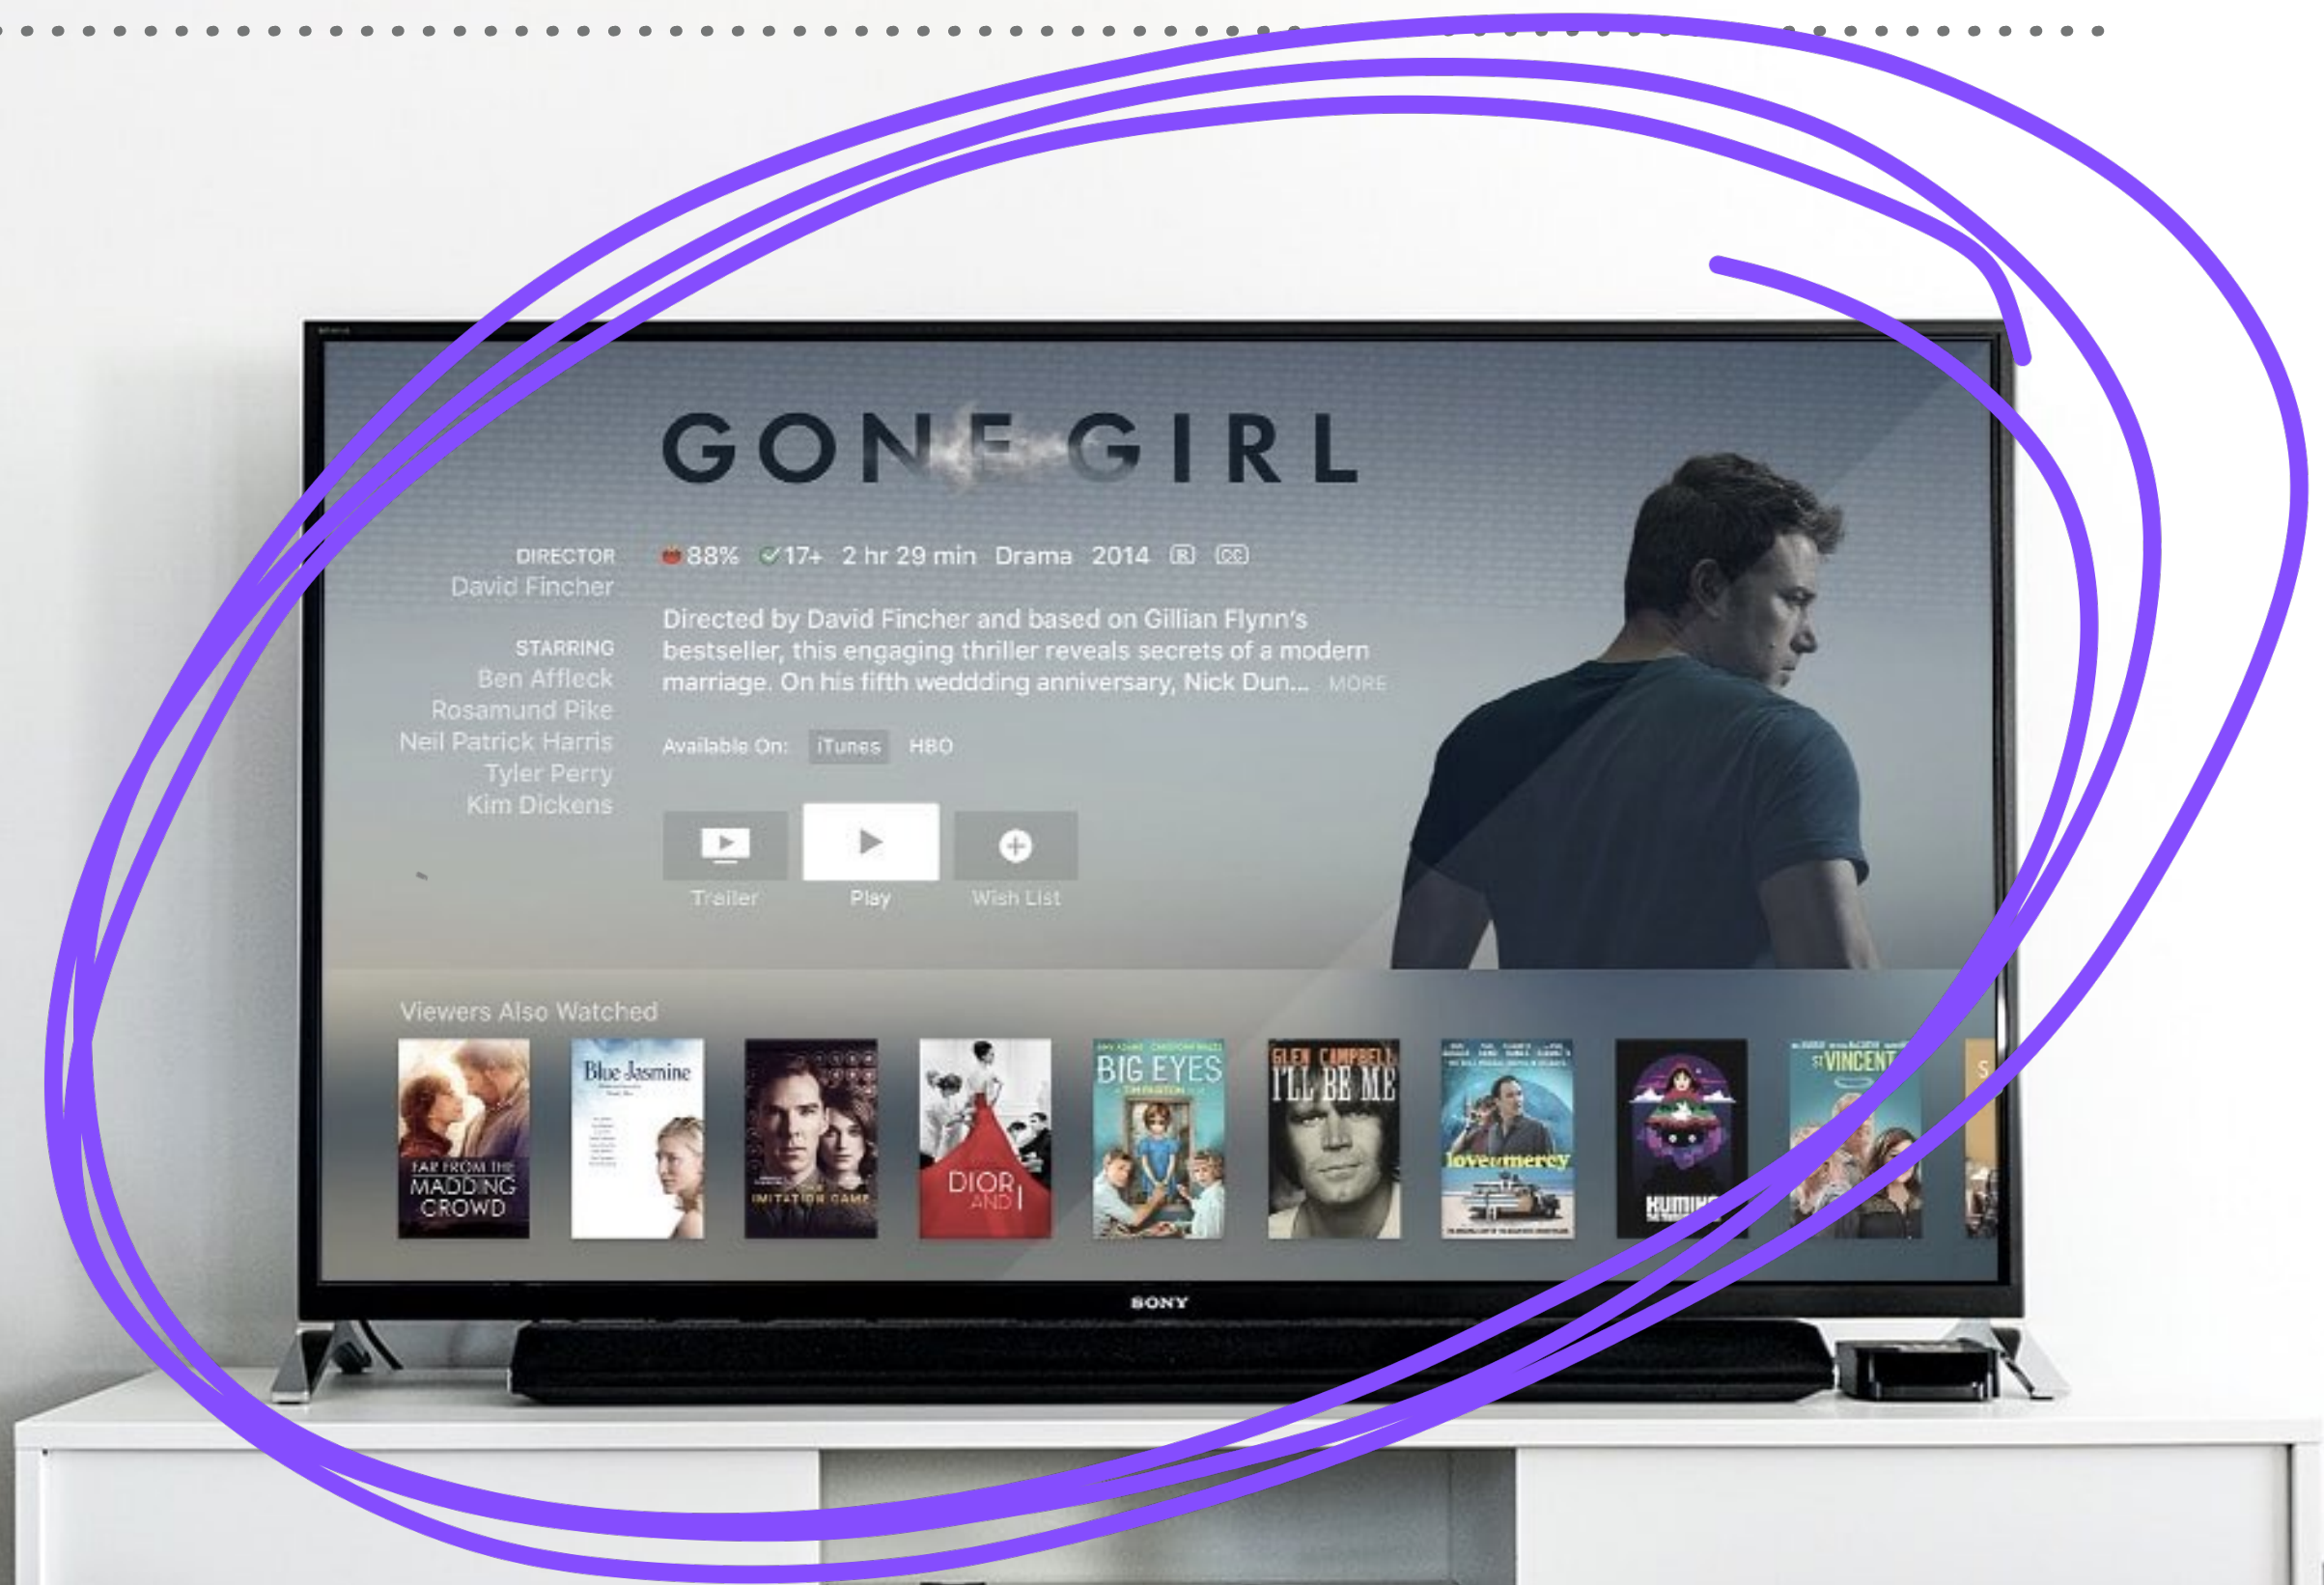 GONE GIRL
DIRECTOR
David Fincher
STARRING
Ben Affleck
Rosamund Pike
Neil Patrick Harris
Tyler Perry
Kim Dickens
88% 17+ 2 hr 29 min Drama 2014 R CC
Directed by David Fincher and based on Gillian Flynn's
bestseller, this engaging thriller reveals secrets of a modern
marriage. On his fifth weddding anniversary, Nick Dun... MORE
Available On: iTunes HBO
Trailer
Play
Wish List
Viewers Also Watched
FAR FROM THE
MADDING
CROWD
Blue Jasmine
IMITATION GAME
DIOR
AND I
BIG EYES
GLEN CAMPBELL
I'LL BE ME
love & mercy
ST VINCENT
S
SONY